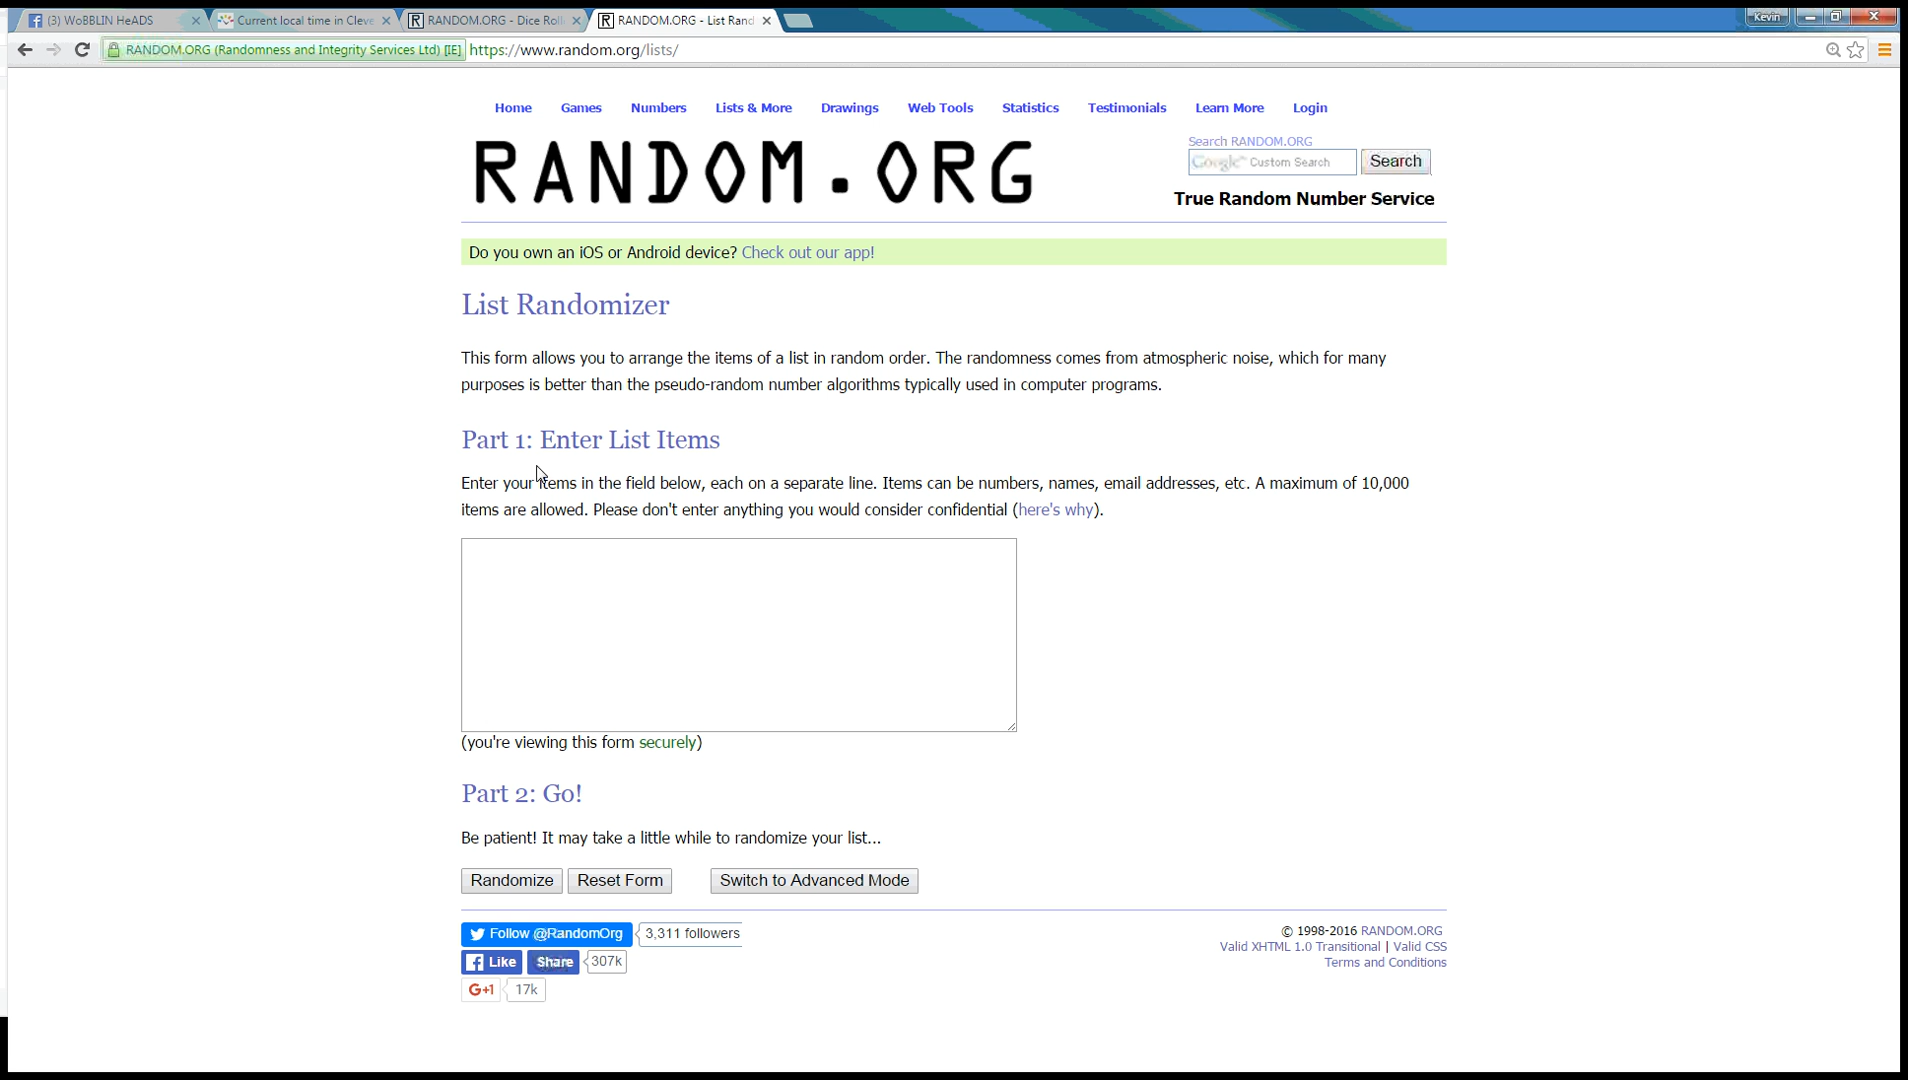 (3) WoBBLIN HeADS
Current local time in Cleve
RANDOM.ORG - Dice Roll
RANDOM.ORG - List Rand
Kevin
RANDOM.ORG (Randomness and Integrity Services Ltd) [IE]
https://www.random.org/lists/
Home Games Numbers Lists & More Drawings Web Tools Statistics Testimonials Learn More Login
RANDOM.ORG
Search RANDOM.ORG
Google™ Custom Search
Search
True Random Number Service
Do you own an iOS or Android device? Check out our app!
List Randomizer
This form allows you to arrange the items of a list in random order. The randomness comes from atmospheric noise, which for many
purposes is better than the pseudo-random number algorithms typically used in computer programs.
Part 1: Enter List Items
Enter your items in the field below, each on a separate line. Items can be numbers, names, email addresses, etc. A maximum of 10,000
items are allowed. Please don't enter anything you would consider confidential (here's why).
(you're viewing this form securely)
Part 2: Go!
Be patient! It may take a little while to randomize your list...
Randomize Reset Form Switch to Advanced Mode
Follow @RandomOrg 3,311 followers
Like Share 307k
G+1 17k
© 1998-2016 RANDOM.ORG
Valid XHTML 1.0 Transitional | Valid CSS
Terms and Conditions